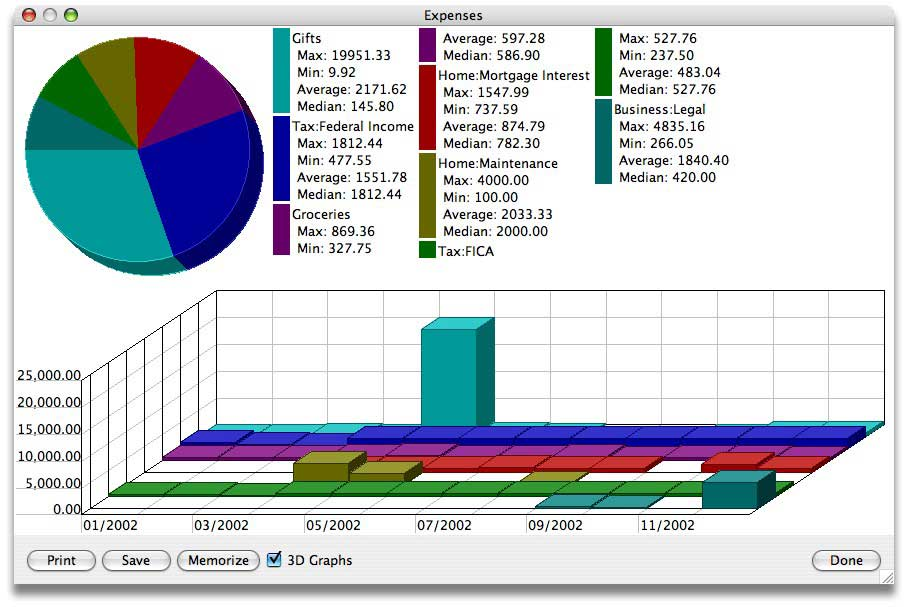 Expenses
Gifts
Max: 19951.33
Min: 9.92
Average: 2171.62
Median: 145.80
Tax:Federal Income
Max: 1812.44
Min: 477.55
Average: 1551.78
Median: 1812.44
Groceries
Max: 869.36
Min: 327.75
Average: 597.28
Median: 586.90
Home:Mortgage Interest
Max: 1547.99
Min: 737.59
Average: 874.79
Median: 782.30
Home:Maintenance
Max: 4000.00
Min: 100.00
Average: 2033.33
Median: 2000.00
Tax:FICA
Max: 527.76
Min: 237.50
Average: 483.04
Median: 527.76
Business:Legal
Max: 4835.16
Min: 266.05
Average: 1840.40
Median: 420.00
25,000.00
20,000.00
15,000.00
10,000.00
5,000.00
0.00
01/2002 03/2002 05/2002 07/2002 09/2002 11/2002
Print Save Memorize 3D Graphs Done